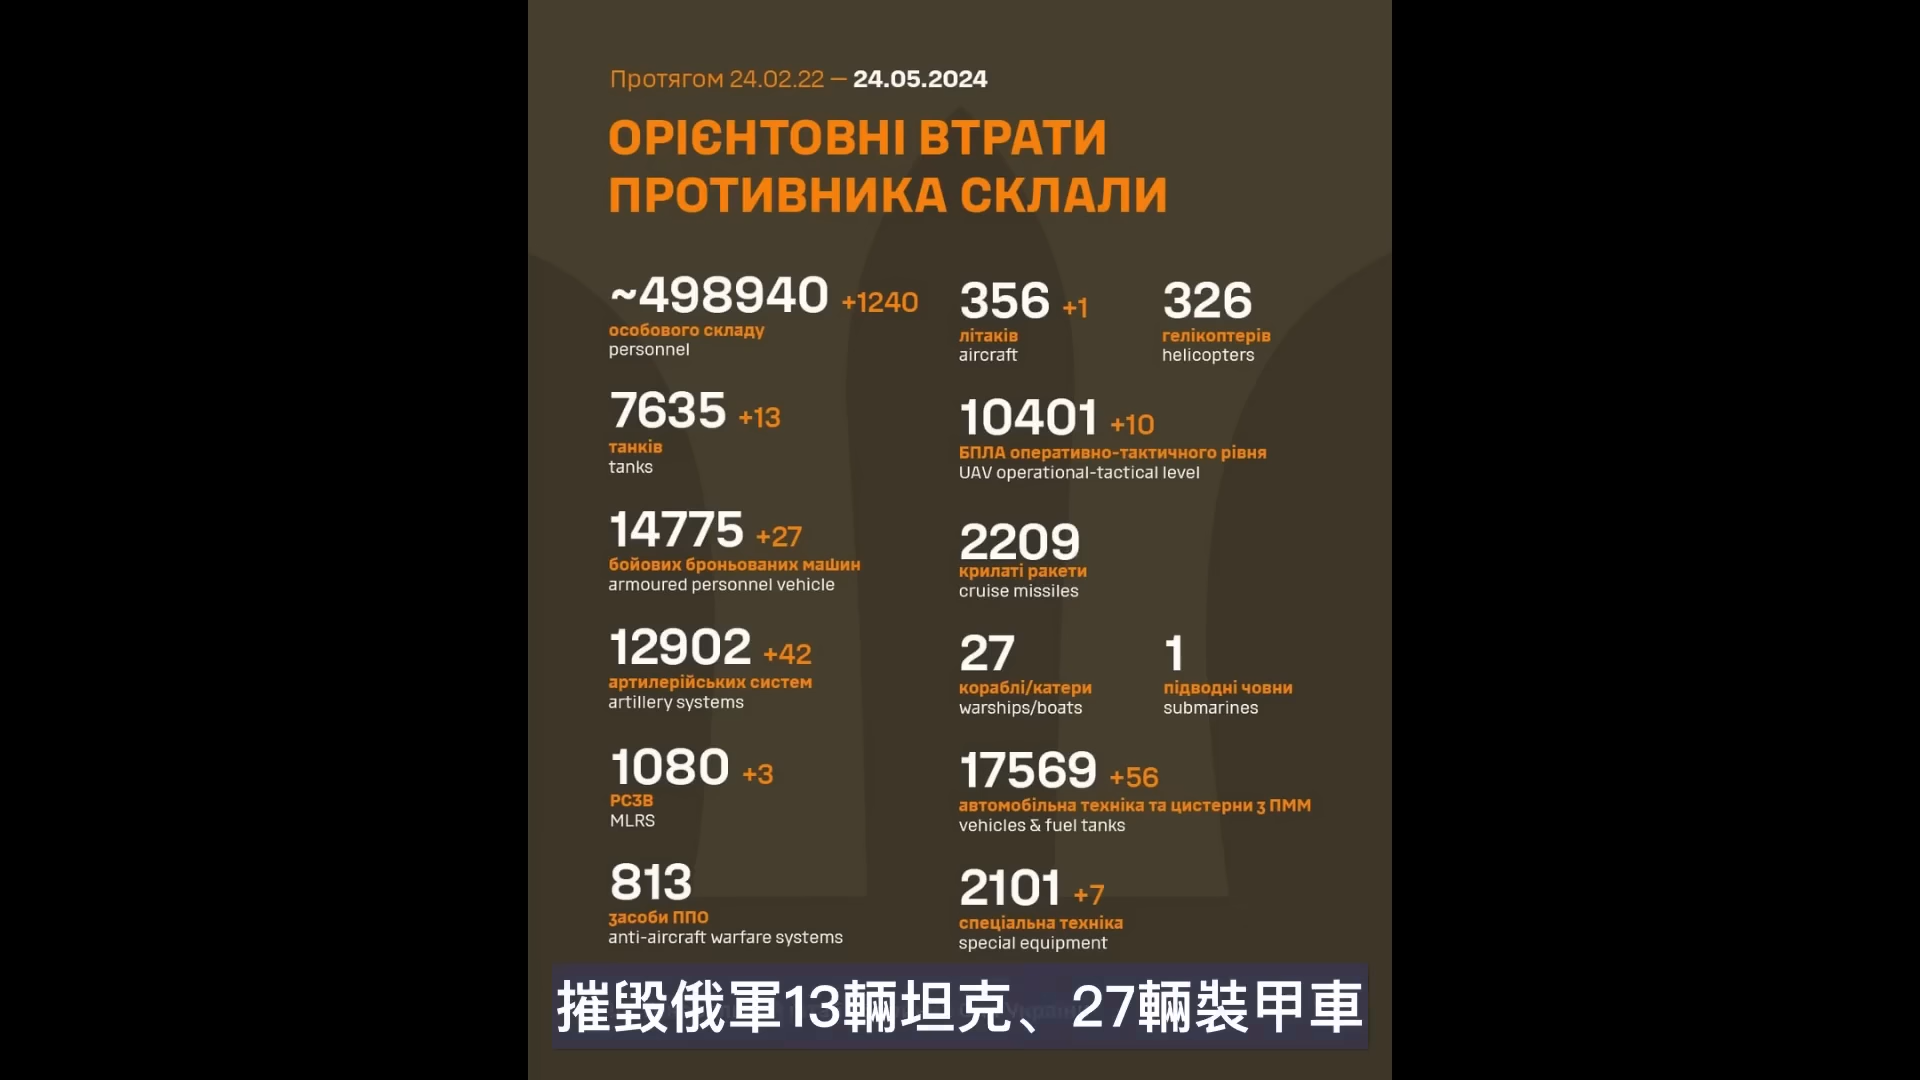 Протягом 24.02.22 — 24.05.2024
ОРІЄНТОВНІ ВТРАТИ
ПРОТИВНИКА СКЛАЛИ
~498940 +1240
особового складу
personnel
7635 +13
танків
tanks
14775 +27
бойових броньованих машин
armoured personnel vehicle
12902 +42
артилерійських систем
artillery systems
1080 +3
РСЗВ
MLRS
813
засоби ППО
anti-aircraft warfare systems
356 +1
літаків
aircraft
326
гелікоптерів
helicopters
10401 +10
БПЛА оперативно-тактичного рівня
UAV operational-tactical level
2209
крилаті ракети
cruise missiles
27
кораблі/катери
warships/boats
1
підводні човни
submarines
17569 +56
автомобільна техніка та цистерни з ПММ
vehicles & fuel tanks
2101 +7
спеціальна техніка
special equipment
摧毀俄軍13輛坦克、27輛裝甲車